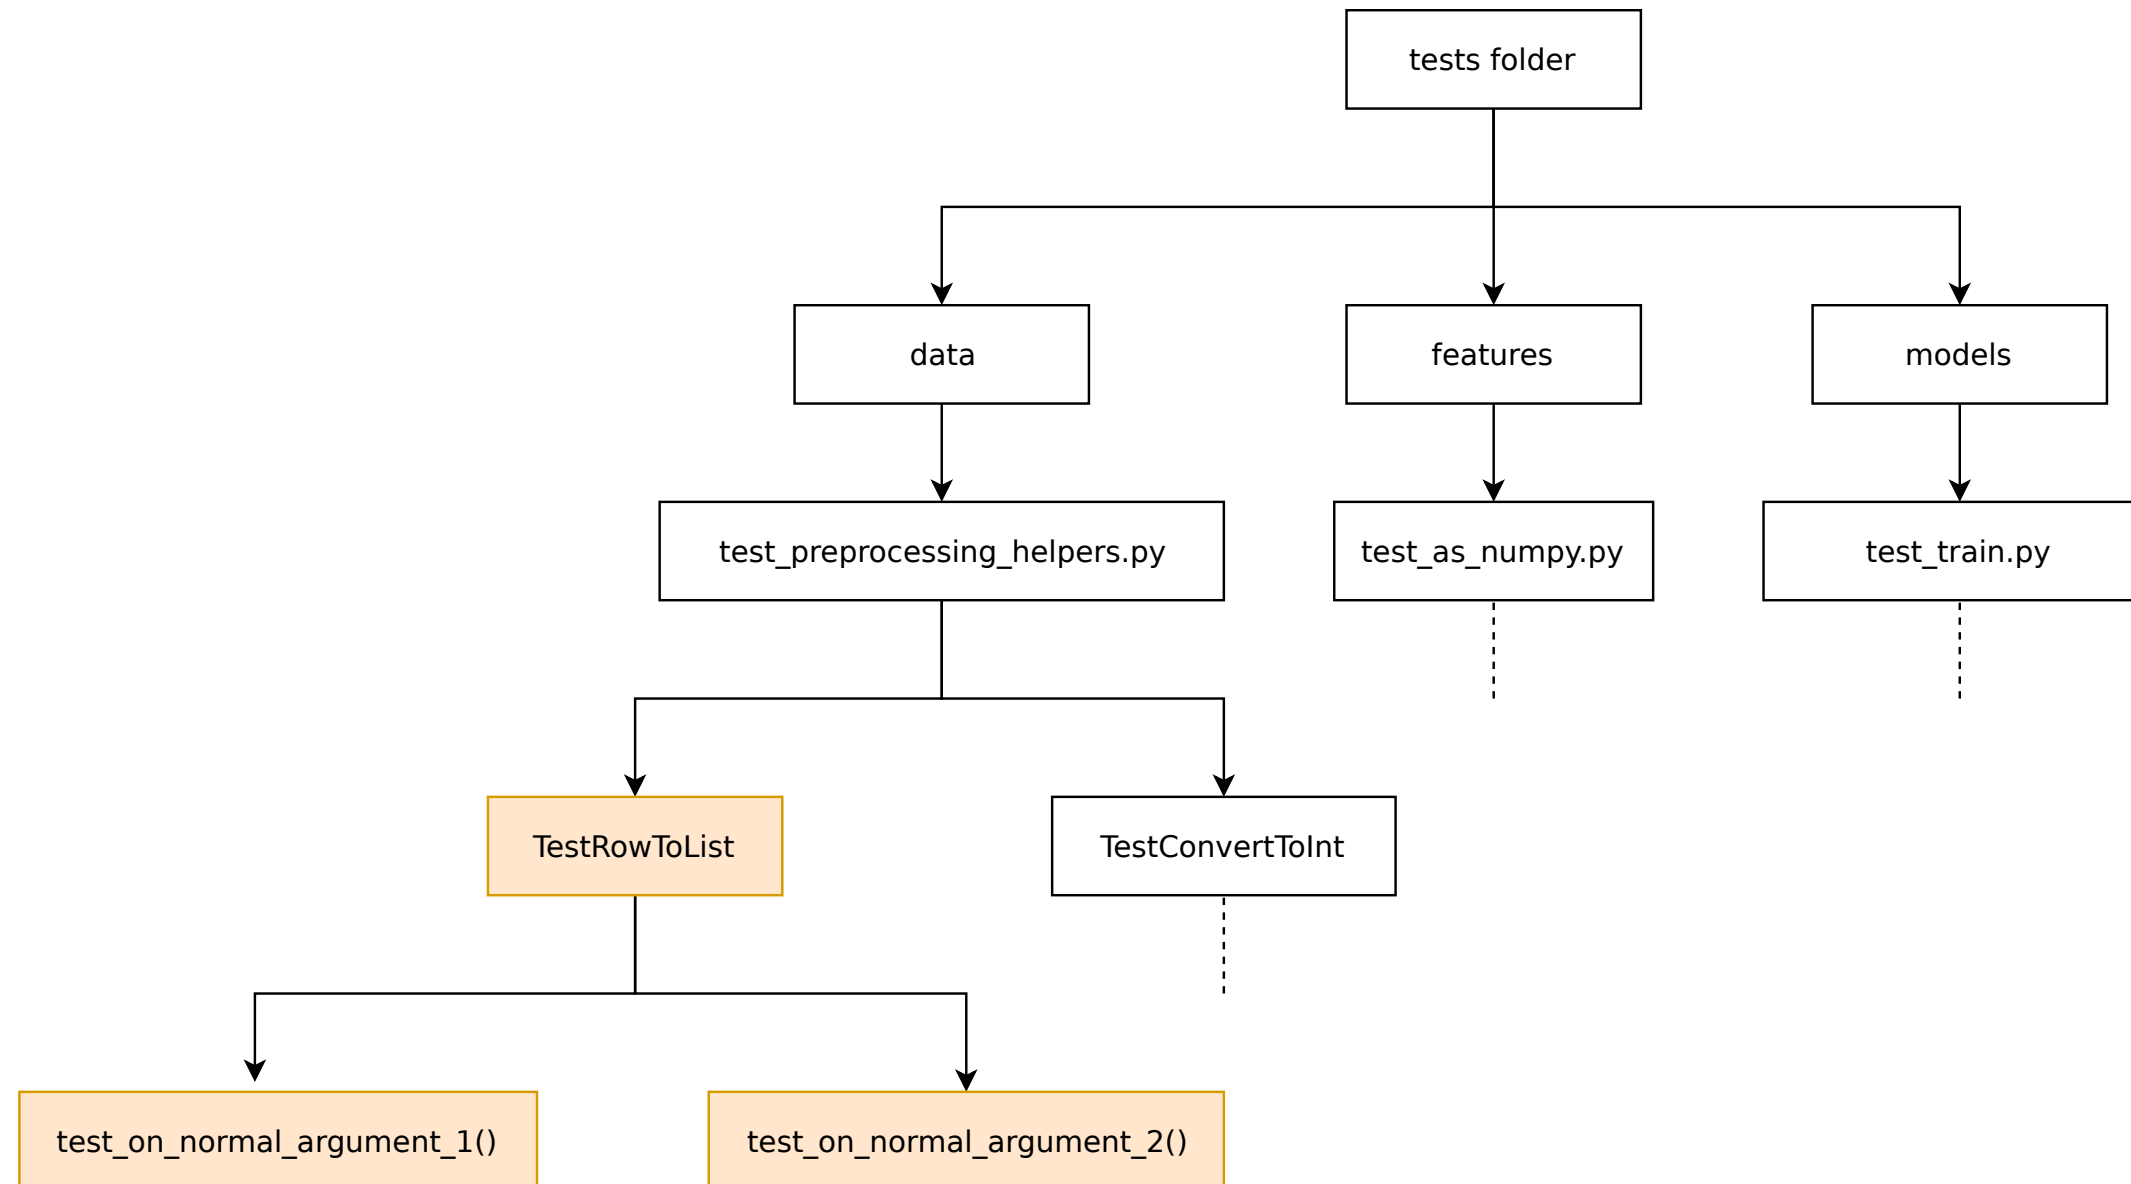 tests folder
data
features
models
test_preprocessing_helpers.py
test_as_numpy.py
test_train.py
TestRowToList
TestConvertToInt
test_on_normal_argument_1()
test_on_normal_argument_2()